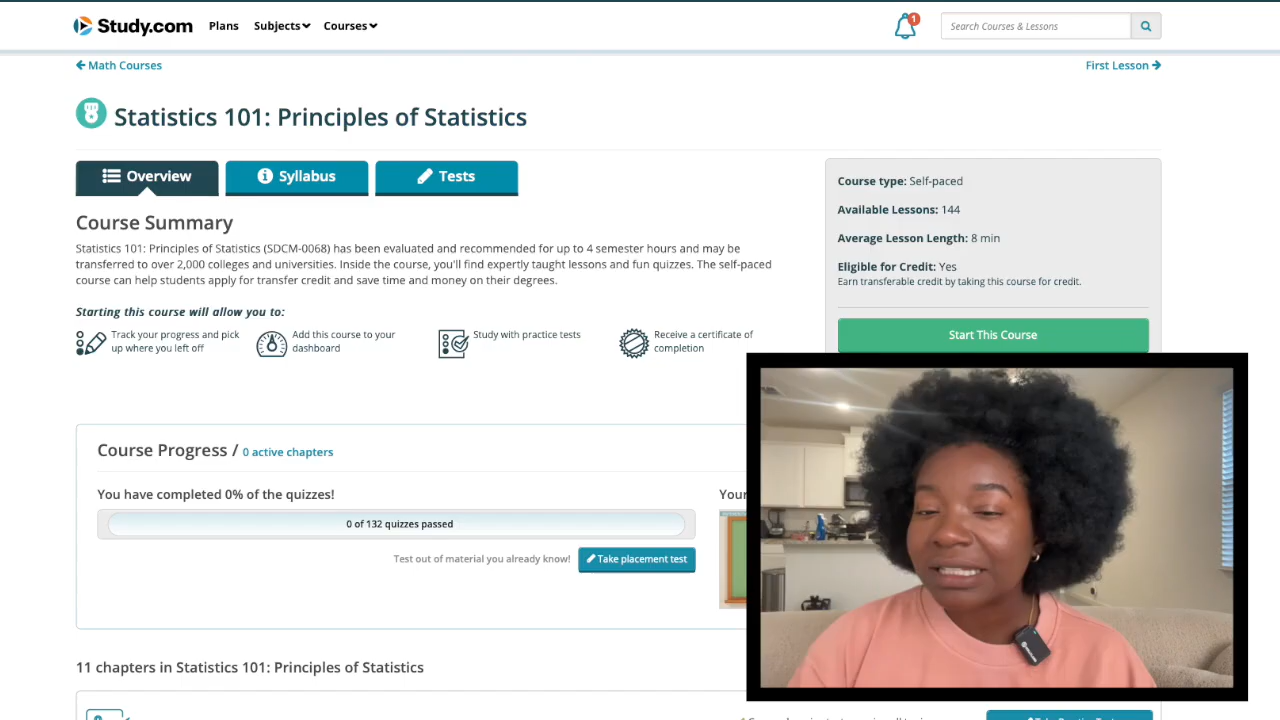 Study.com Plans Subjects Courses
1
Search Courses & Lessons
Math Courses
First Lesson
Statistics 101: Principles of Statistics
Overview
Syllabus
Tests
Course Summary
Statistics 101: Principles of Statistics (SDCM-0068) has been evaluated and recommended for up to 4 semester hours and may be
transferred to over 2,000 colleges and universities. Inside the course, you'll find expertly taught lessons and fun quizzes. The self-paced
course can help students apply for transfer credit and save time and money on their degrees.
Starting this course will allow you to:
Track your progress and pick
up where you left off
Add this course to your
dashboard
Study with practice tests
Receive a certificate of
completion
Course type: Self-paced
Available Lessons: 144
Average Lesson Length: 8 min
Eligible for Credit: Yes
Earn transferable credit by taking this course for credit.
Start This Course
Course Progress / 0 active chapters
You have completed 0% of the quizzes!
Your
0 of 132 quizzes passed
Test out of material you already know!
Take placement test
11 chapters in Statistics 101: Principles of Statistics